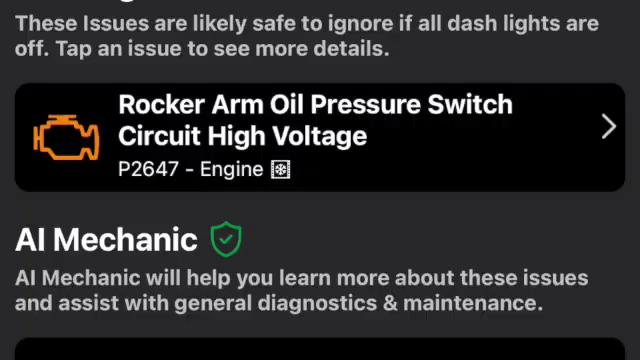 These Issues are likely safe to ignore if all dash lights are
off. Tap an issue to see more details.
Rocker Arm Oil Pressure Switch
Circuit High Voltage
P2647 - Engine
AI Mechanic
AI Mechanic will help you learn more about these issues
and assist with general diagnostics & maintenance.